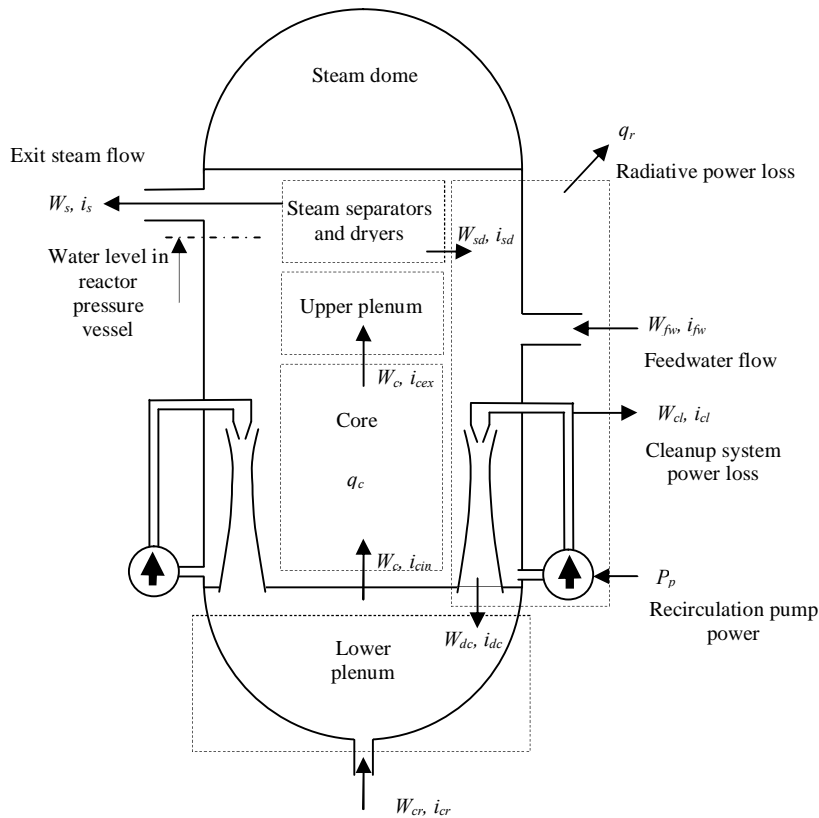 Steam dome
q_r
Exit steam flow
Radiative power loss
W_s, i_s
Steam separators
and dryers
W_sd, i_sd
Water level in
reactor
pressure
vessel
Upper plenum
W_fw, i_fw
Feedwater flow
W_c, i_cex
W_cl, i_cl
Core
Cleanup system
power loss
q_c
W_c, i_cin
P_p
Recirculation pump
power
W_dc, i_dc
Lower
plenum
W_cr, i_cr